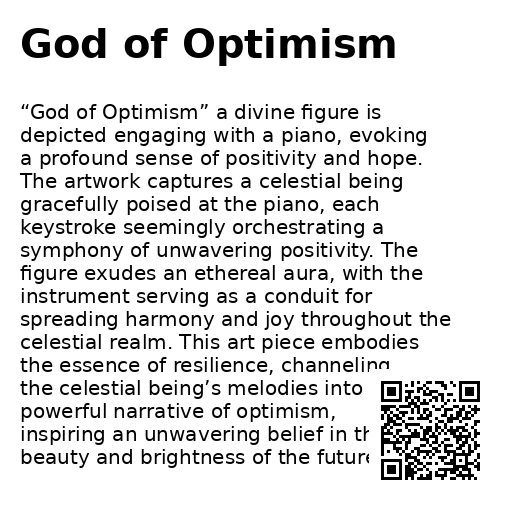 God of Optimism
“God of Optimism” a divine figure is
depicted engaging with a piano, evoking
a profound sense of positivity and hope.
The artwork captures a celestial being
gracefully poised at the piano, each
keystroke seemingly orchestrating a
symphony of unwavering positivity. The
figure exudes an ethereal aura, with the
instrument serving as a conduit for
spreading harmony and joy throughout the
celestial realm. This art piece embodies
the essence of resilience, channeling
the celestial being’s melodies into
powerful narrative of optimism,
inspiring an unwavering belief in
beauty and brightness of the future